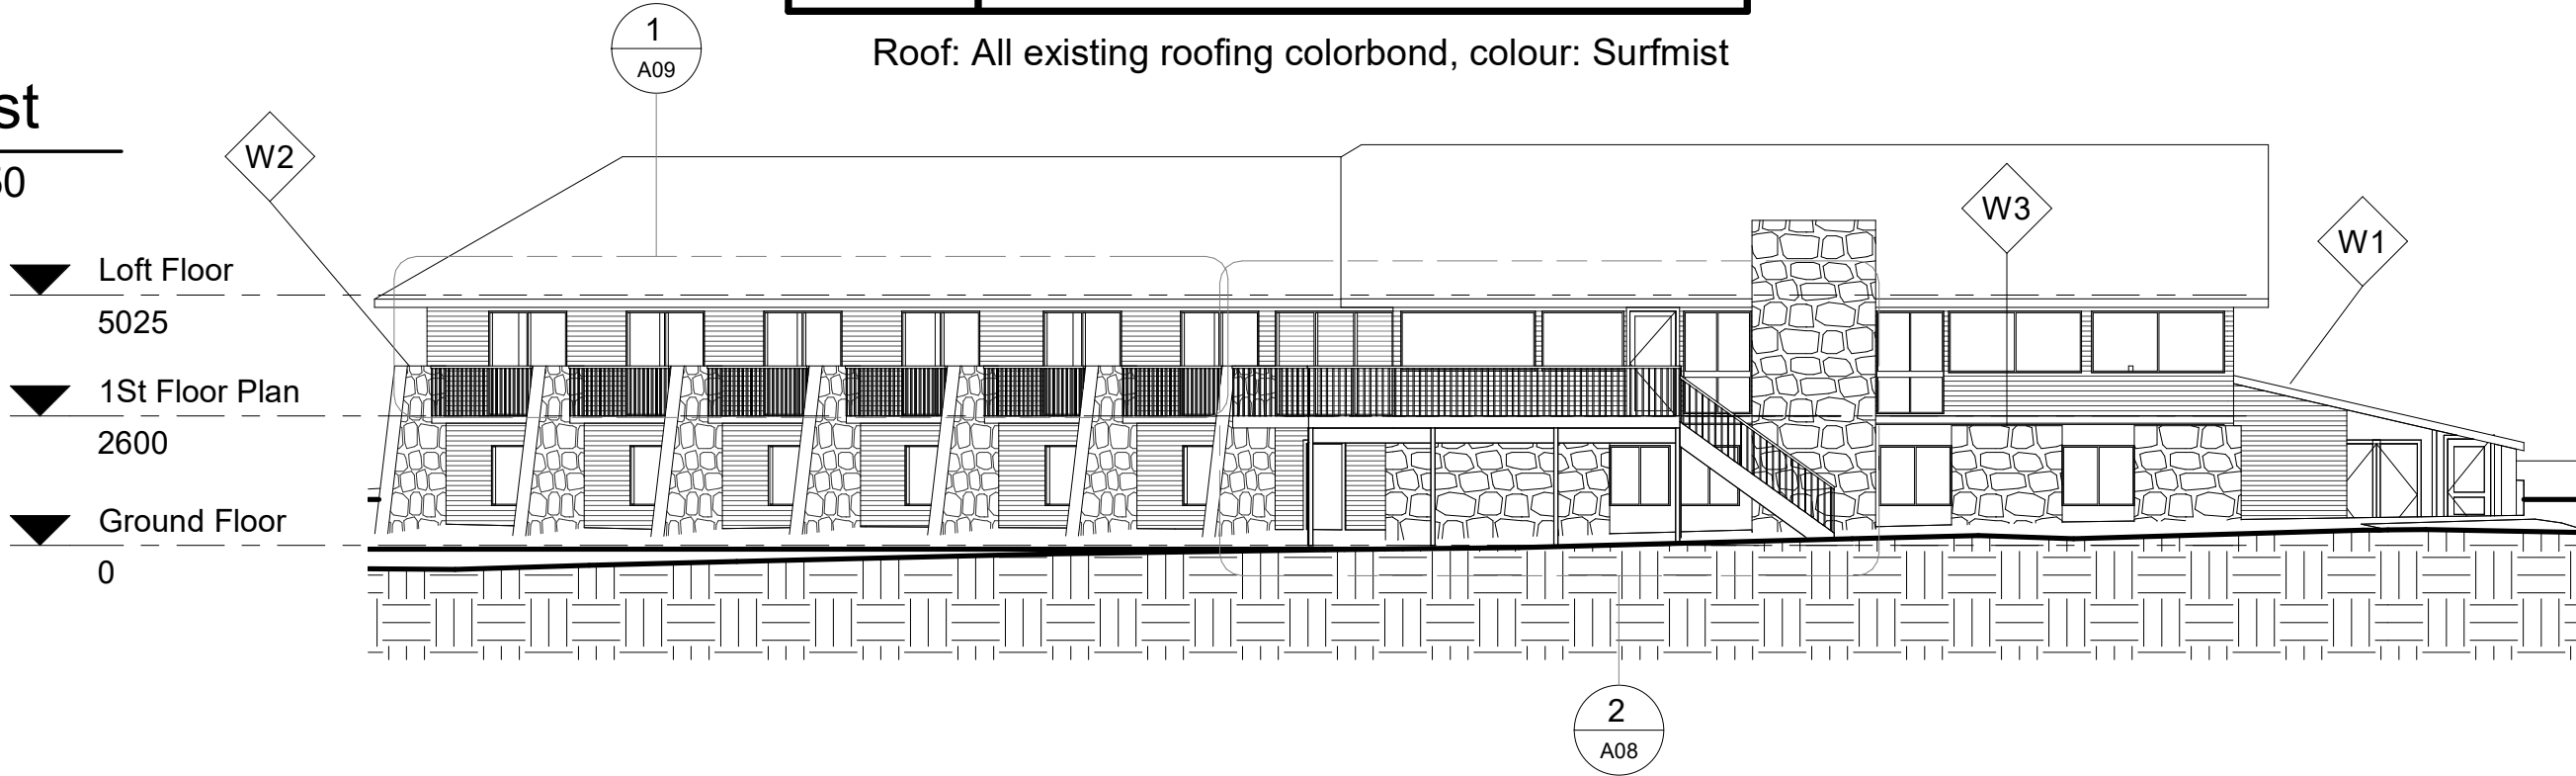 1
A09
Roof: All existing roofing colorbond, colour: Surfmist
st
50
W2
W3
W1
Loft Floor
5025
1St Floor Plan
2600
Ground Floor
0
2
A08